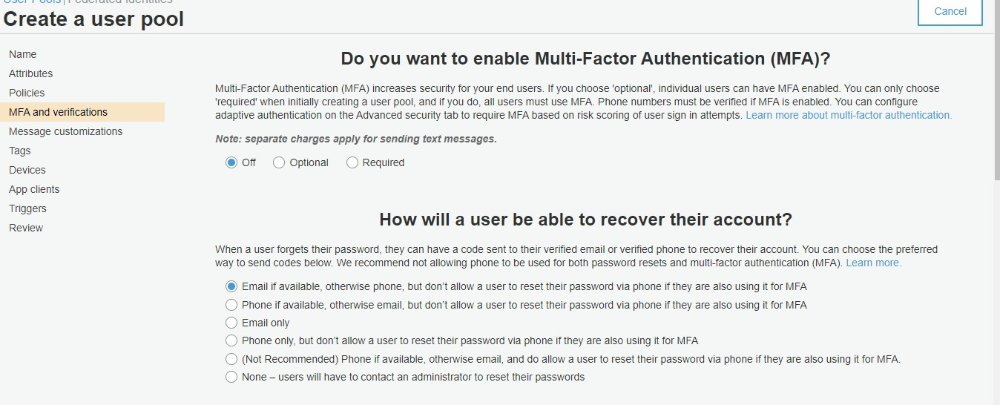 User Pools | Federated Identities
Create a user pool
Cancel
Name
Attributes
Policies
MFA and verifications
Message customizations
Tags
Devices
App clients
Triggers
Review
Do you want to enable Multi-Factor Authentication (MFA)?
Multi-Factor Authentication (MFA) increases security for your end users. If you choose 'optional', individual users can have MFA enabled. You can only choose
'required' when initially creating a user pool, and if you do, all users must use MFA. Phone numbers must be verified if MFA is enabled. You can configure
adaptive authentication on the Advanced security tab to require MFA based on risk scoring of user sign in attempts. Learn more about multi-factor authentication.
Note: separate charges apply for sending text messages.
Off Optional Required
How will a user be able to recover their account?
When a user forgets their password, they can have a code sent to their verified email or verified phone to recover their account. You can choose the preferred
way to send codes below. We recommend not allowing phone to be used for both password resets and multi-factor authentication (MFA). Learn more.
Email if available, otherwise phone, but don’t allow a user to reset their password via phone if they are also using it for MFA
Phone if available, otherwise email, but don’t allow a user to reset their password via phone if they are also using it for MFA
Email only
Phone only, but don’t allow a user to reset their password via phone if they are also using it for MFA
(Not Recommended) Phone if available, otherwise email, and do allow a user to reset their password via phone if they are also using it for MFA.
None – users will have to contact an administrator to reset their passwords